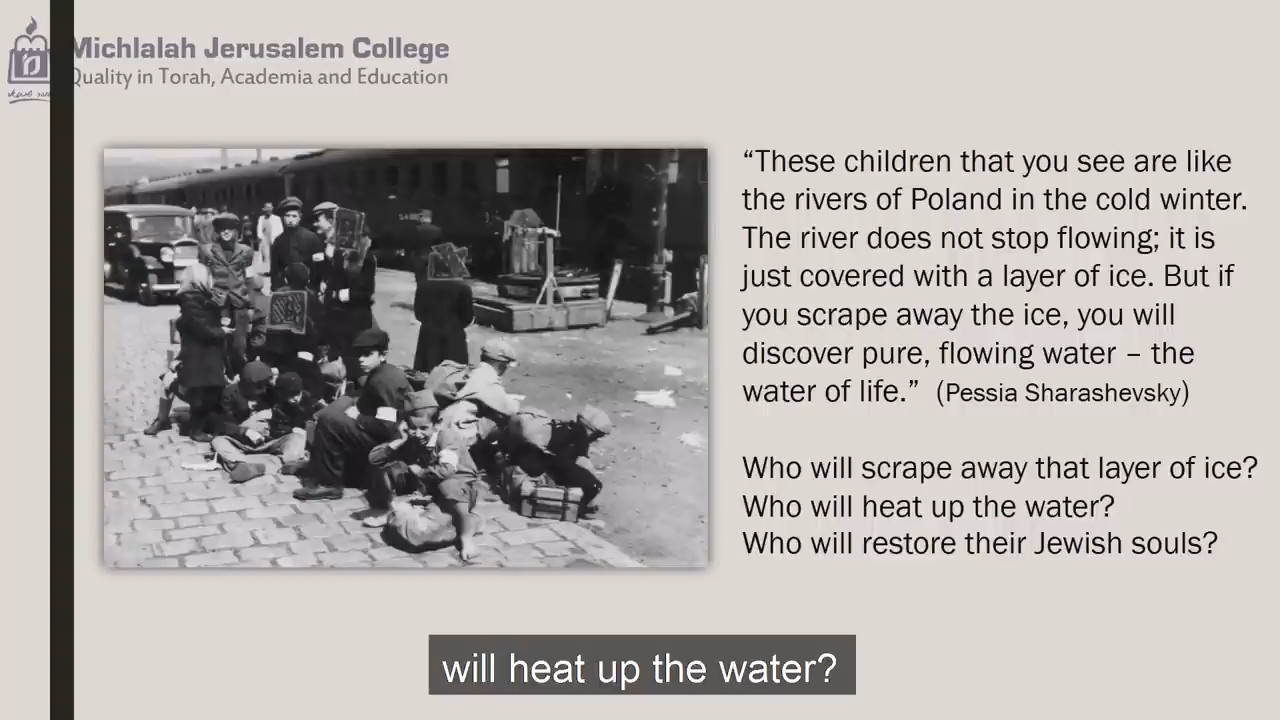 Michlalah Jerusalem College
Quality in Torah, Academia and Education
“These children that you see are like
the rivers of Poland in the cold winter.
The river does not stop flowing; it is
just covered with a layer of ice. But if
you scrape away the ice, you will
discover pure, flowing water – the
water of life.” (Pessia Sharashevsky)
Who will scrape away that layer of ice?
Who will heat up the water?
Who will restore their Jewish souls?
will heat up the water?